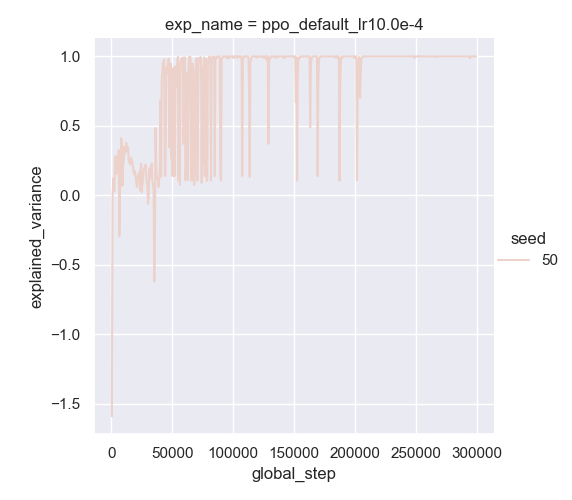 exp_name = ppo_default_lr10.0e-4
1.0
0.5
0.0
−0.5
−1.0
−1.5
explained_variance
0 50000 100000 150000 200000 250000 300000
global_step
seed
50